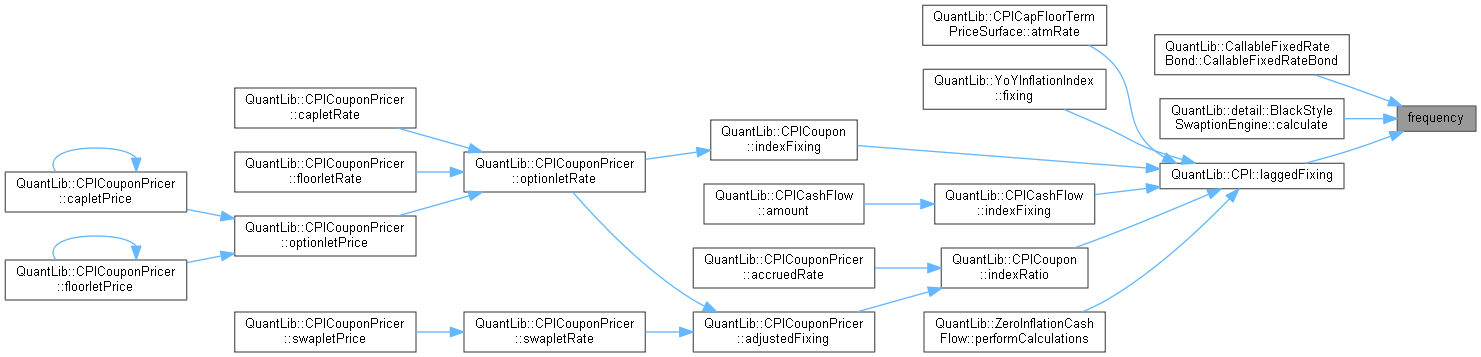 QuantLib::CPICapFloorTerm
PriceSurface::atmRate
QuantLib::CallableFixedRate
Bond::CallableFixedRateBond
QuantLib::YoYInflationIndex
::fixing
QuantLib::CPICouponPricer
::capletRate
QuantLib::detail::BlackStyle
SwaptionEngine::calculate
frequency
QuantLib::CPICoupon
::indexFixing
QuantLib::CPICouponPricer
::floorletRate
QuantLib::CPICouponPricer
::optionletRate
QuantLib::CPI::laggedFixing
QuantLib::CPICouponPricer
::capletPrice
QuantLib::CPICashFlow
::amount
QuantLib::CPICashFlow
::indexFixing
QuantLib::CPICouponPricer
::optionletPrice
QuantLib::CPICouponPricer
::floorletPrice
QuantLib::CPICouponPricer
::accruedRate
QuantLib::CPICoupon
::indexRatio
QuantLib::CPICouponPricer
::swapletPrice
QuantLib::CPICouponPricer
::swapletRate
QuantLib::CPICouponPricer
::adjustedFixing
QuantLib::ZeroInflationCash
Flow::performCalculations